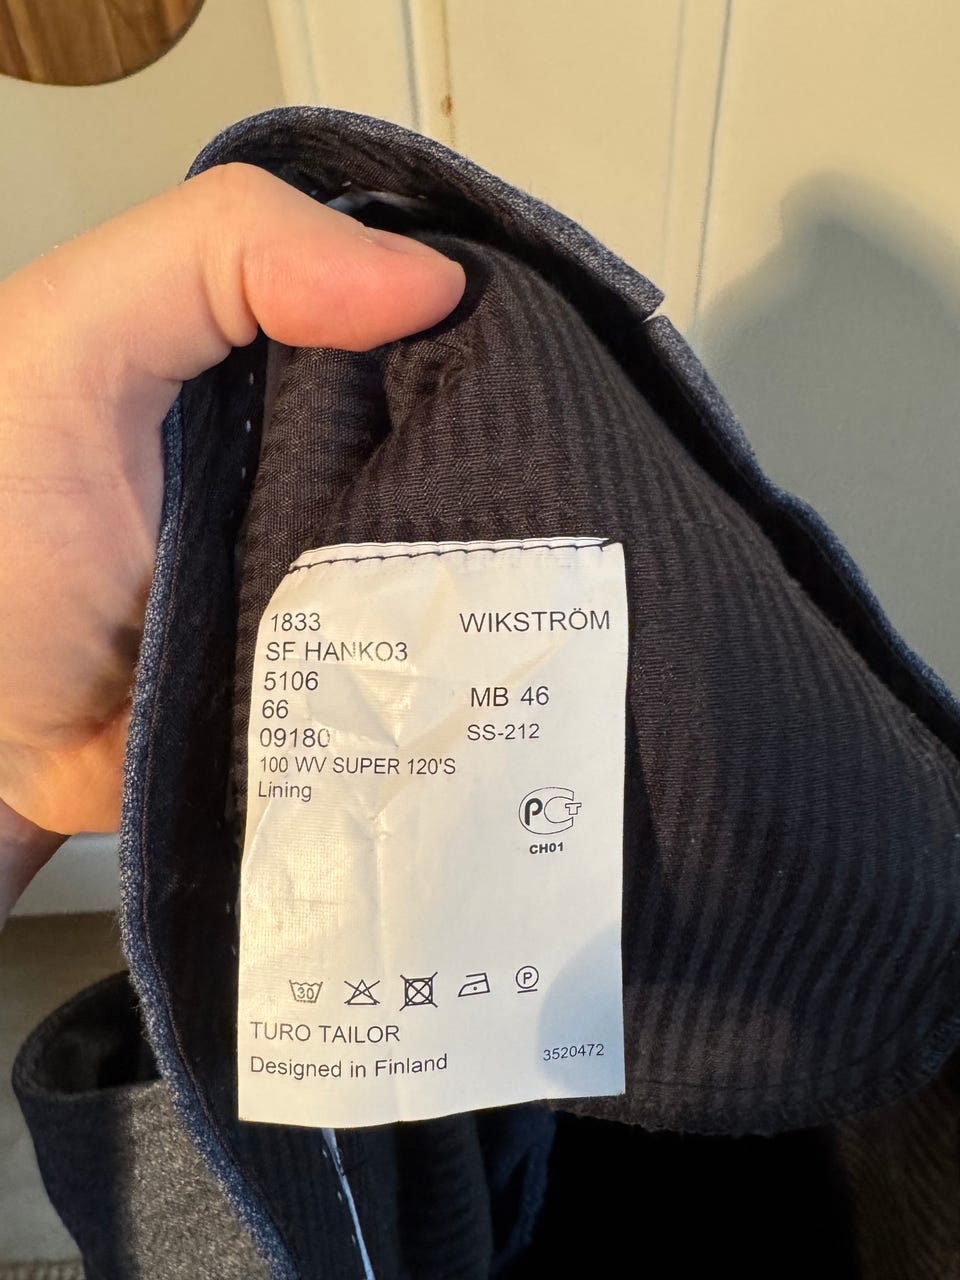 1833 WIKSTRÖM
SF HANKO3
5106
66 MB 46
09180 SS-212
100 WV SUPER 120'S
Lining
PCT
CH01
30 P
TURO TAILOR
Designed in Finland 3520472